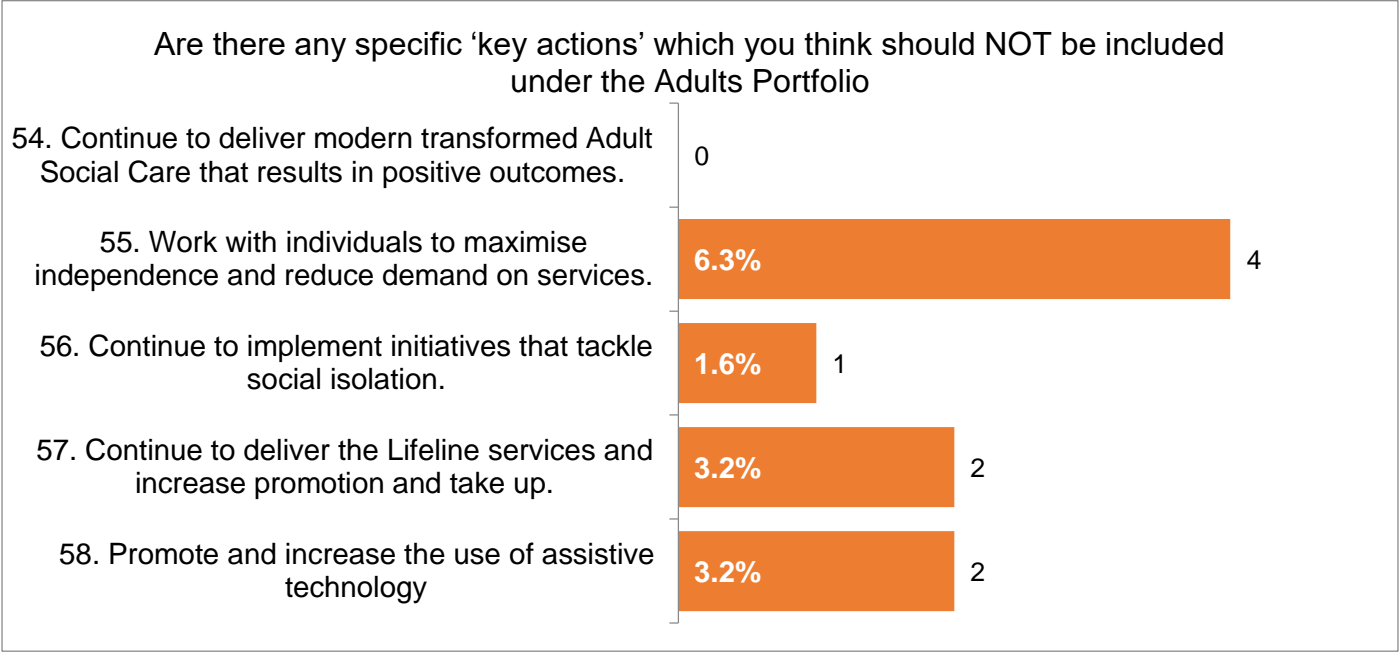 Are there any specific ‘key actions’ which you think should NOT be included
under the Adults Portfolio
54. Continue to deliver modern transformed Adult
Social Care that results in positive outcomes.
0
55. Work with individuals to maximise
independence and reduce demand on services.
6.3%
4
56. Continue to implement initiatives that tackle
social isolation.
1.6%
1
57. Continue to deliver the Lifeline services and
increase promotion and take up.
3.2%
2
58. Promote and increase the use of assistive
technology
3.2%
2